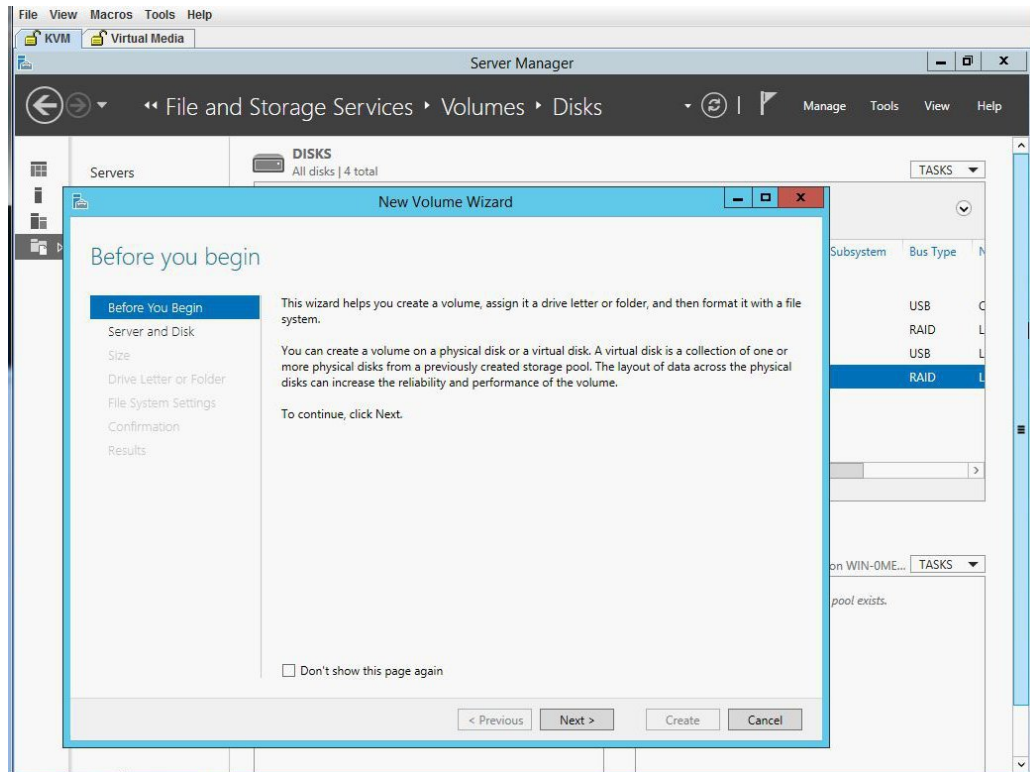 File View Macros Tools Help
KVM Virtual Media
Server Manager
File and Storage Services Volumes Disks
Manage Tools View Help
Servers
DISKS
All disks | 4 total
TASKS
New Volume Wizard
Before you begin
Before You Begin
Server and Disk
Size
Drive Letter or Folder
File System Settings
Confirmation
Results
This wizard helps you create a volume, assign it a drive letter or folder, and then format it with a file
system.
You can create a volume on a physical disk or a virtual disk. A virtual disk is a collection of one or
more physical disks from a previously created storage pool. The layout of data across the physical
disks can increase the reliability and performance of the volume.
To continue, click Next.
Don't show this page again
< Previous Next > Create Cancel
Subsystem Bus Type N
USB C
RAID L
USB L
RAID L
on WIN-0ME... TASKS
pool exists.